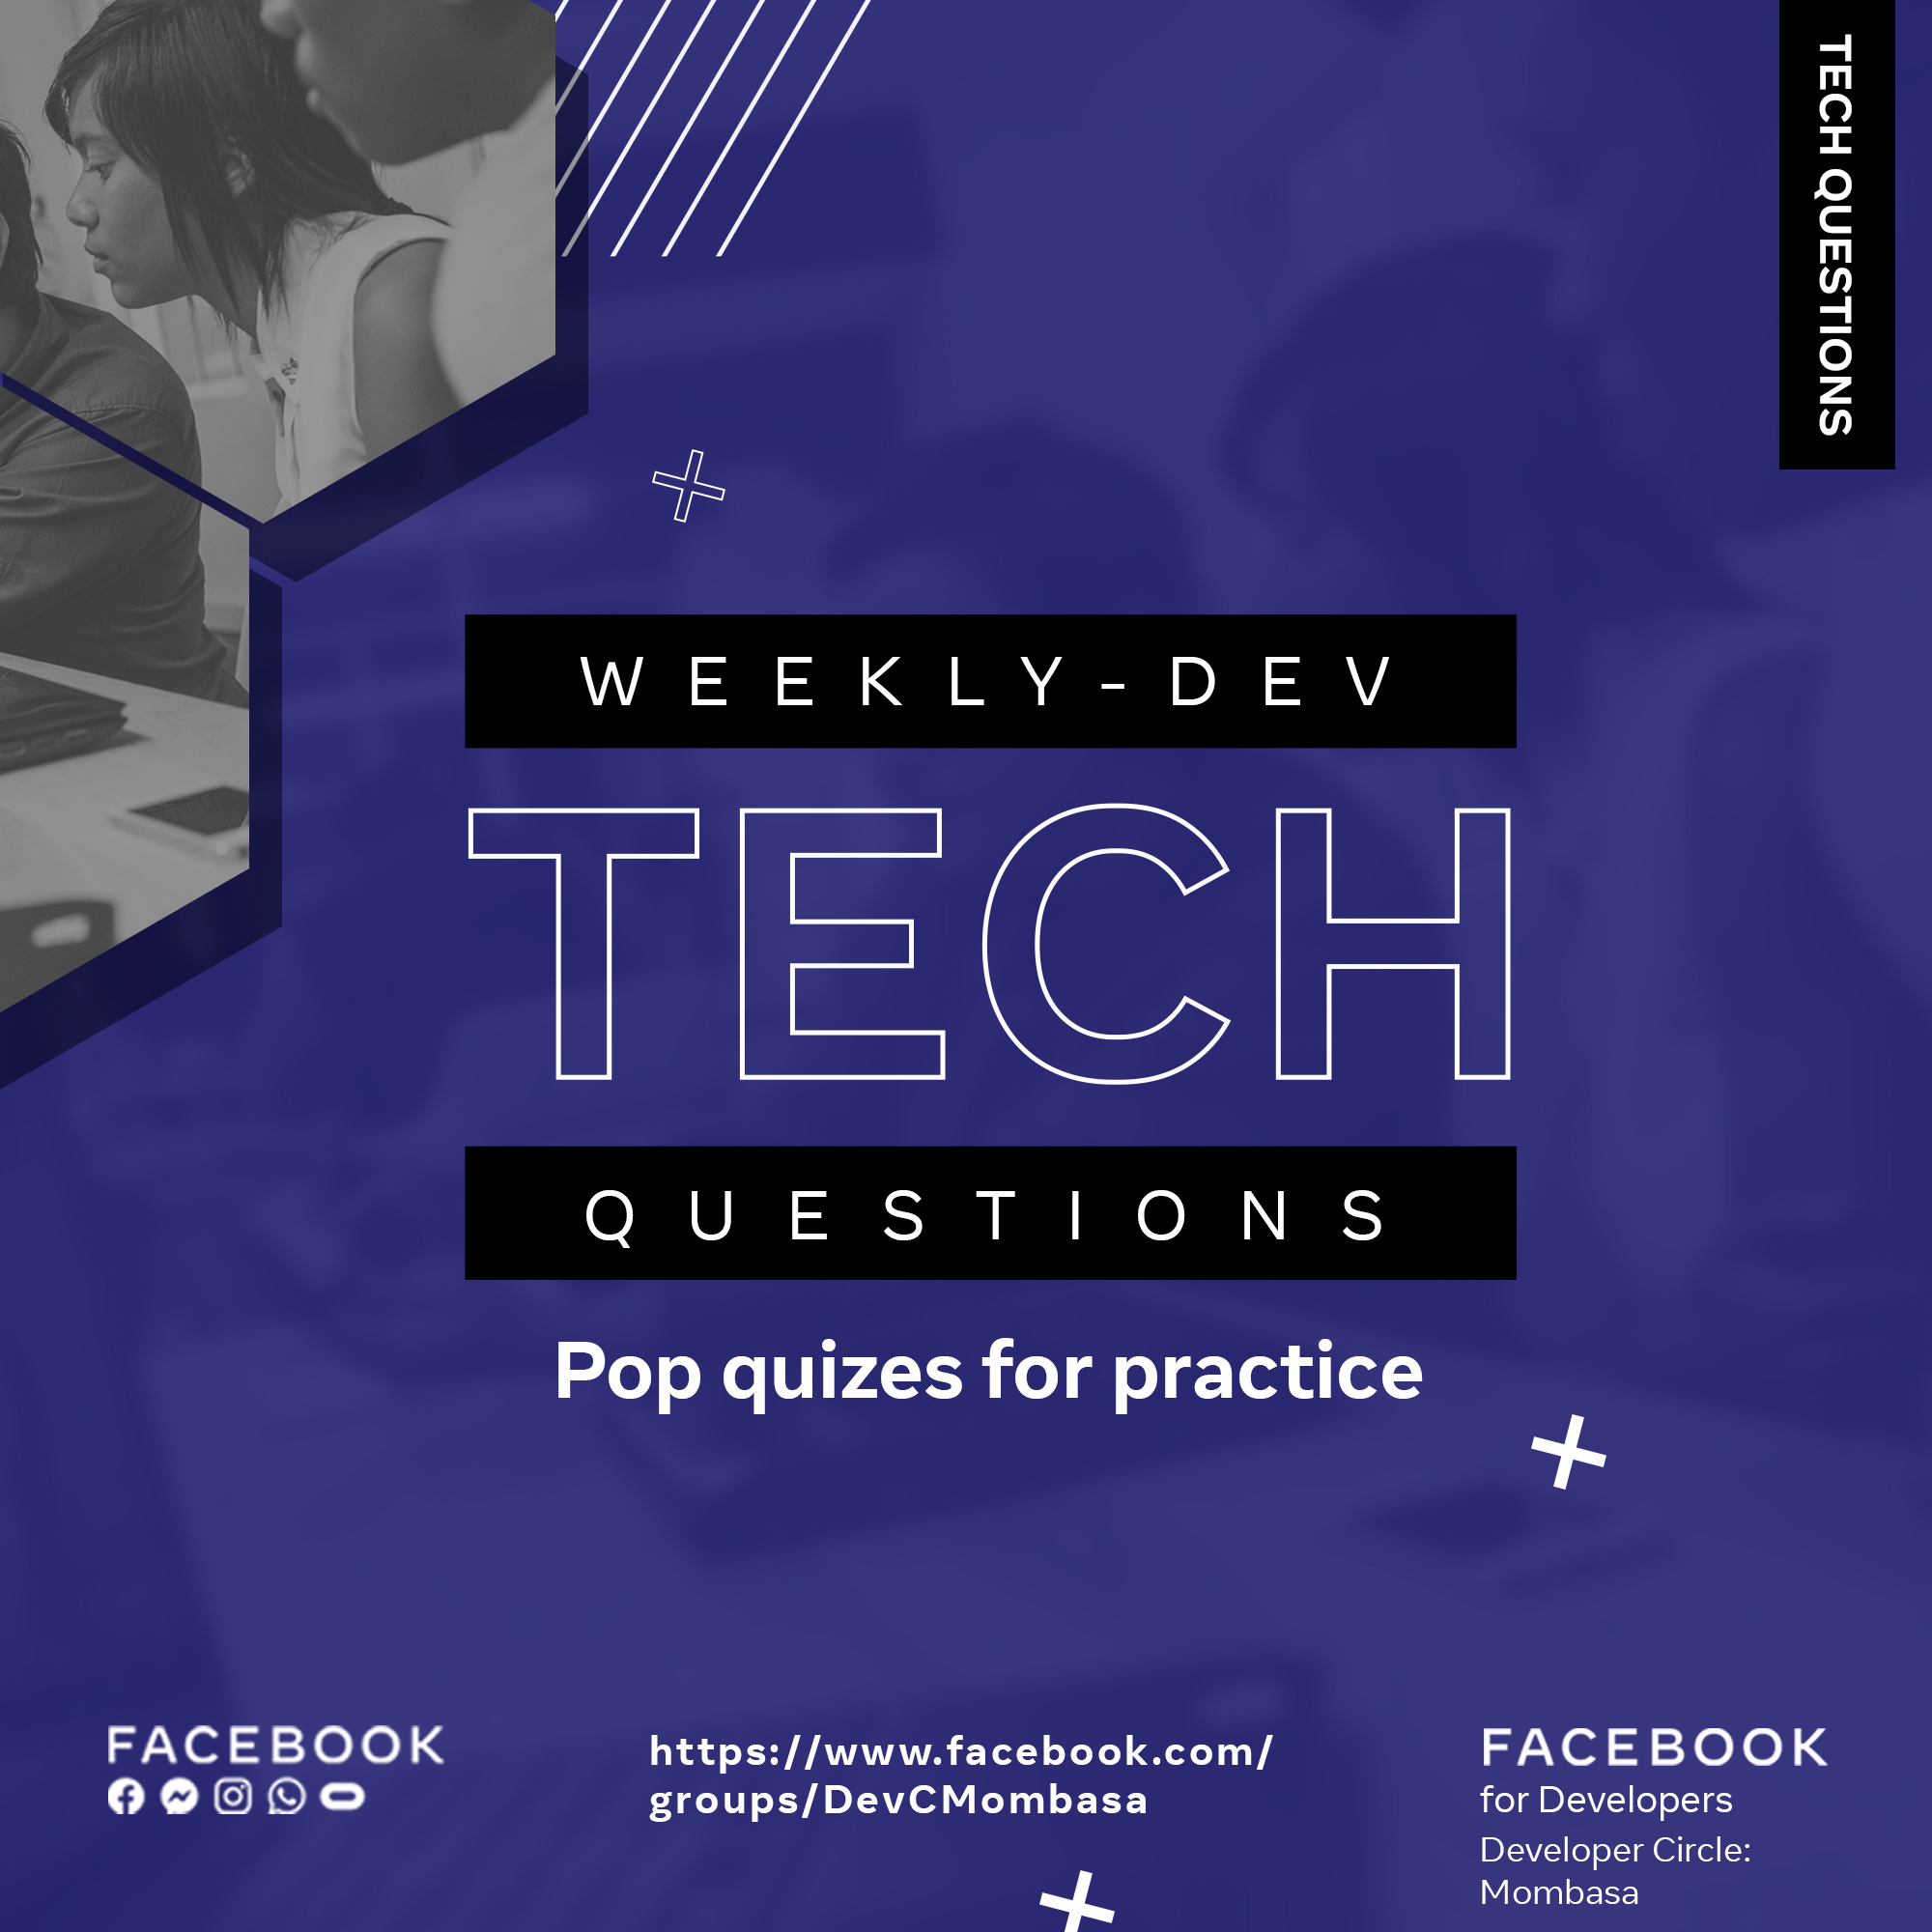 TECH QUESTIONS
WEEKLY-DEV
TECH
QUESTIONS
Pop quizes for practice
FACEBOOK
https://www.facebook.com/
groups/DevCMombasa
FACEBOOK
for Developers
Developer Circle:
Mombasa